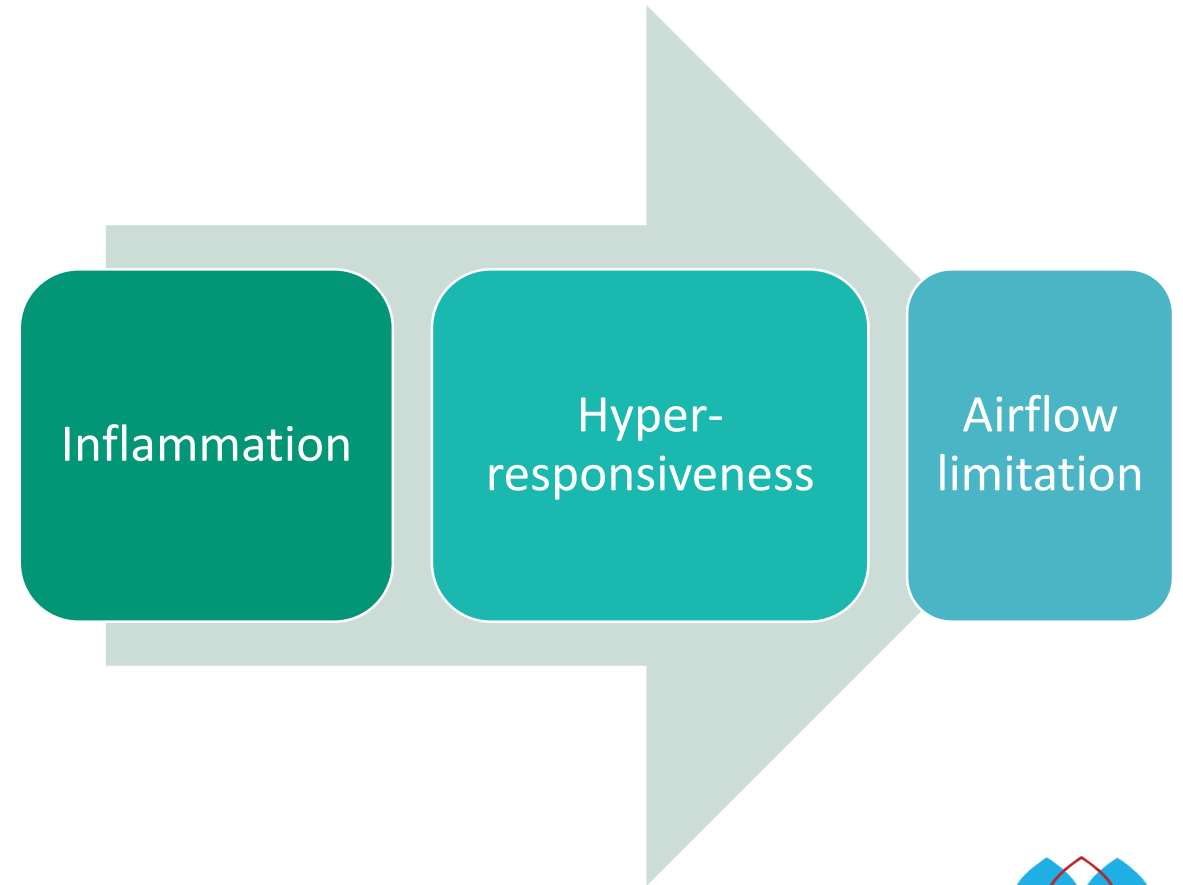 Inflammation
Hyper-
responsiveness
Airflow
limitation